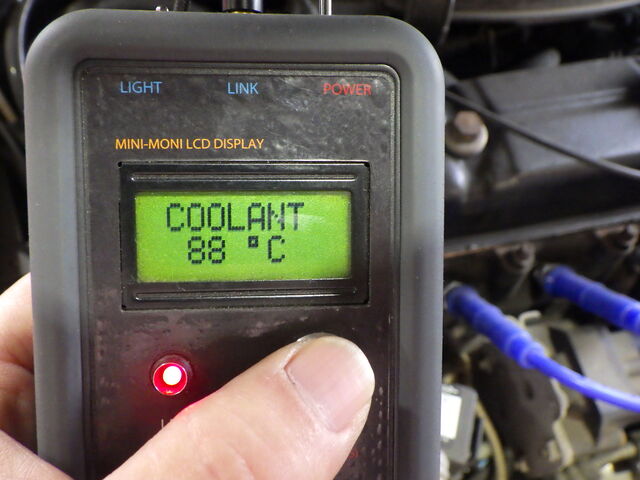 LIGHT LINK POWER
MINI-MONI LCD DISPLAY
COOLANT
88 °C